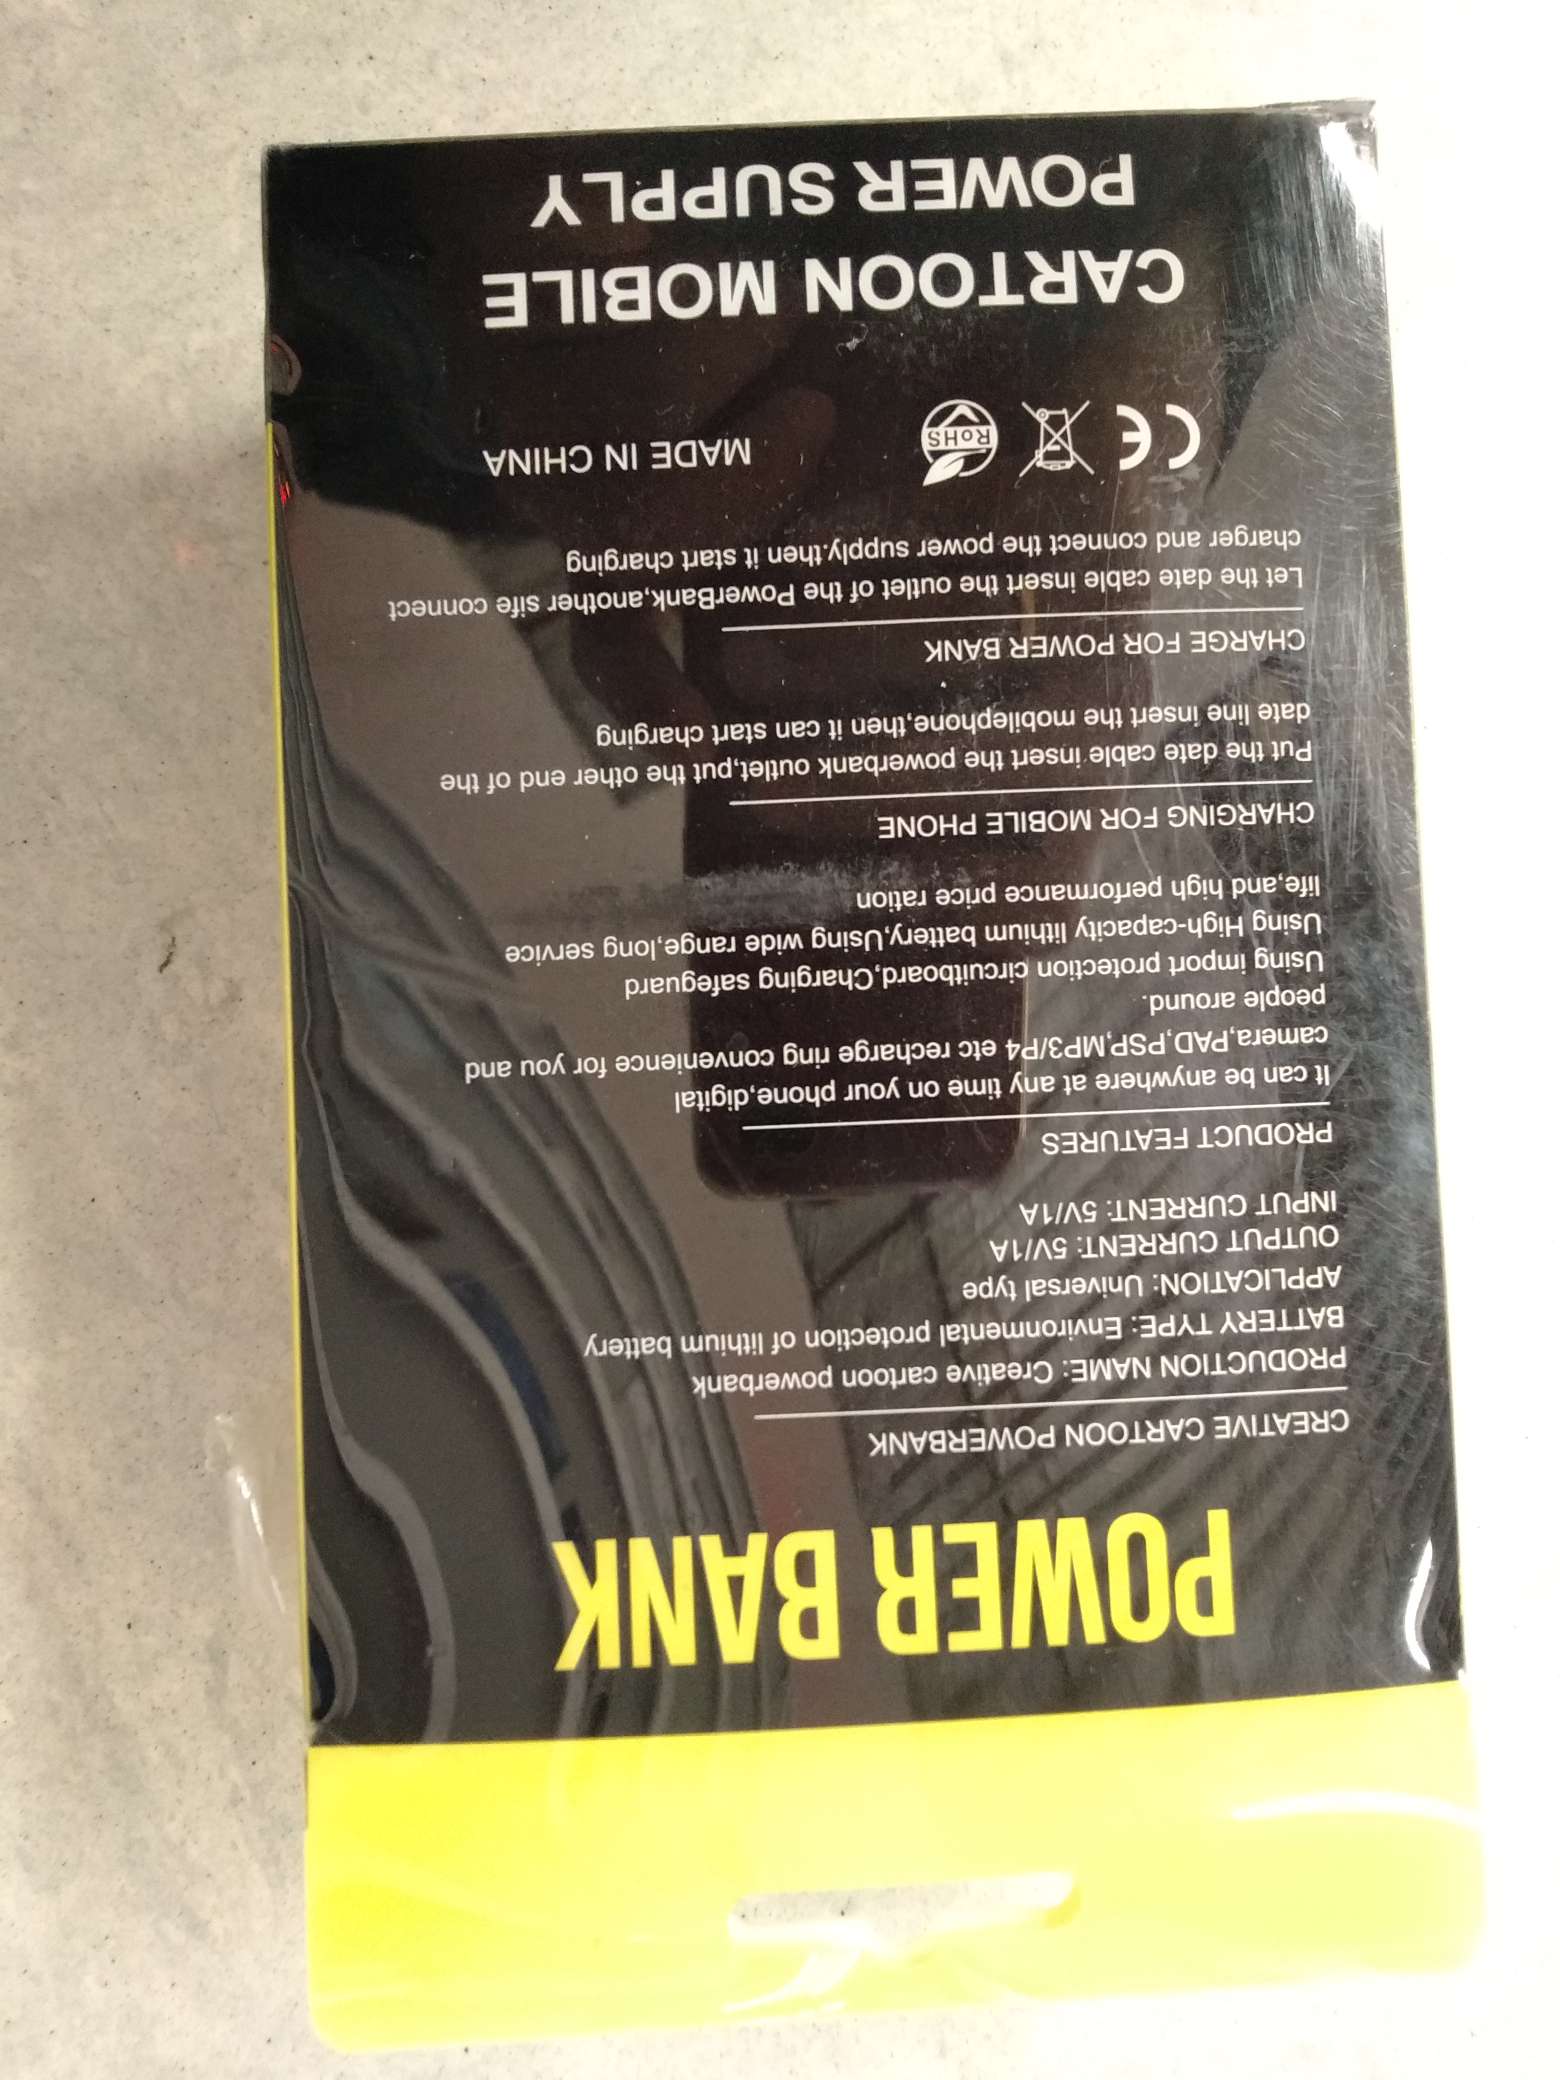 POWER BANK
CREATIVE CARTOON POWERBANK
PRODUCTION NAME: Creative cartoon powerbank
BATTERY TYPE: Environmental protection of lithium battery
APPLICATION: Universal type
OUTPUT CURRENT: 5V/1A
INPUT CURRENT: 5V/1A
PRODUCT FEATURES
It can be anywhere at any time on your phone,digital
camera,PAD,PSP,MP3/P4 etc recharge ring convenience for you and
people around.
Using import protection circuitboard,Charging safeguard
Using High-capacity lithium battery,Using wide range,long service
life,and high performance price ration
CHARGING FOR MOBILE PHONE
Put the date cable insert the powerbank outlet,put the other end of the
date line insert the mobilephone,then it can start charging
CHARGE FOR POWER BANK
Let the date cable insert the outlet of the PowerBank,another sife connect
charger and connect the power supply.then it start charging
CE RoHS MADE IN CHINA
CARTOON MOBILE
POWER SUPPLY